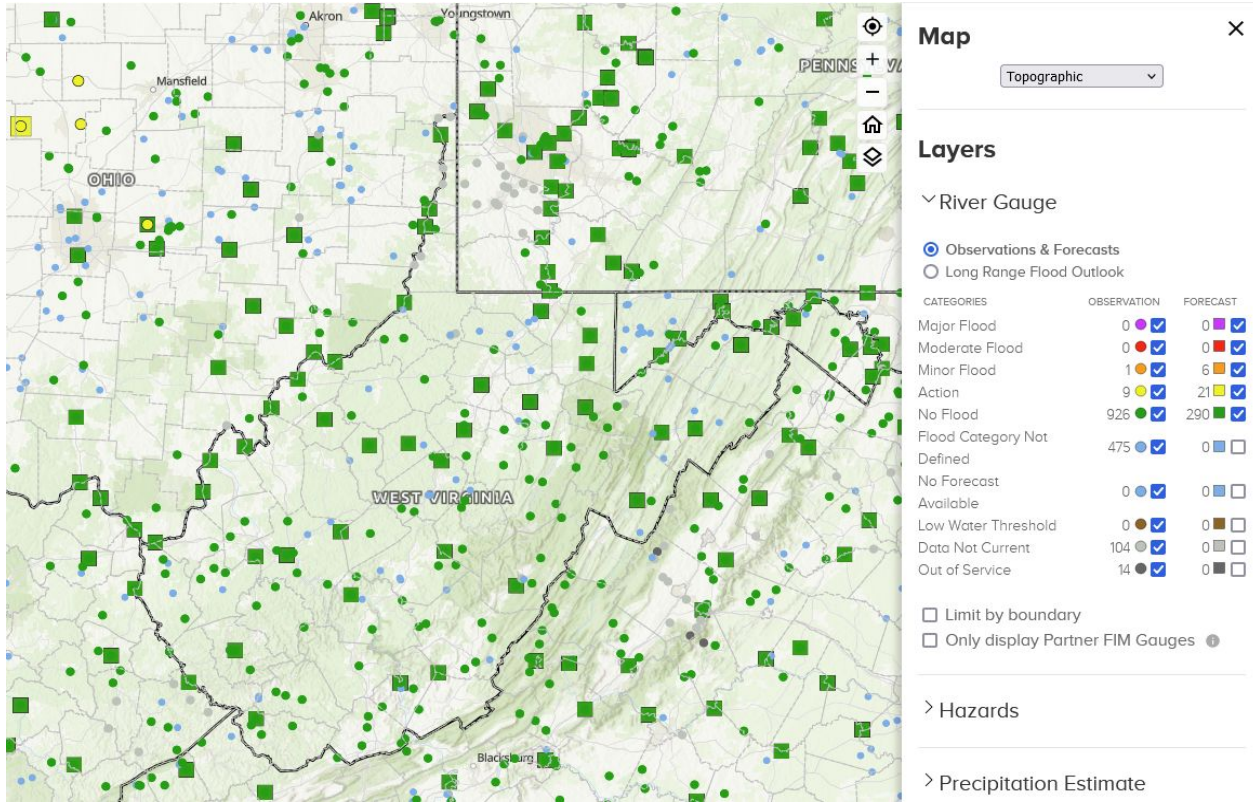 Akron
Youngstown
Mansfield
PENNS
VA
OHIO
WEST VIRGINIA
Blacksburg
+
−
Map
Topographic
Layers
River Gauge
Observations & Forecasts
Long Range Flood Outlook
CATEGORIES OBSERVATION FORECAST
Major Flood 0 0
Moderate Flood 0 0
Minor Flood 1 6
Action 9 21
No Flood 926 290
Flood Category Not
Defined 475 0
No Forecast
Available 0 0
Low Water Threshold 0 0
Data Not Current 104 0
Out of Service 14 0
Limit by boundary
Only display Partner FIM Gauges i
Hazards
Precipitation Estimate